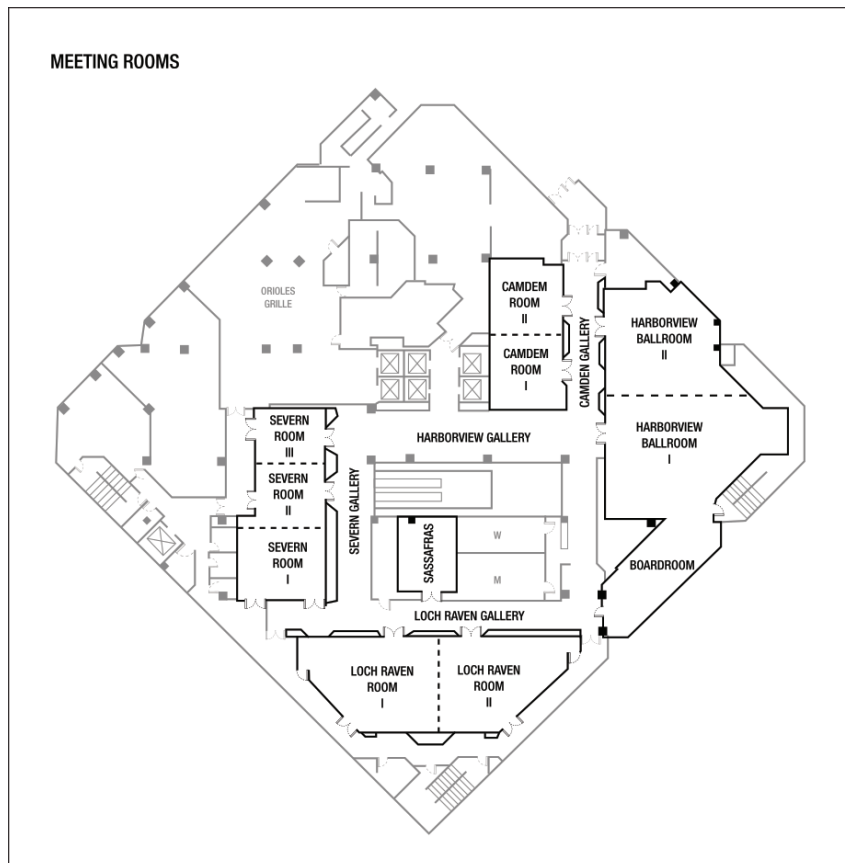 MEETING ROOMS
ORIOLES
GRILLE
CAMDEM
ROOM
II
CAMDEM
ROOM
I
CAMDEN GALLERY
HARBORVIEW
BALLROOM
II
HARBORVIEW
BALLROOM
I
HARBORVIEW GALLERY
SEVERN
ROOM
III
SEVERN
ROOM
II
SEVERN
ROOM
I
SEVERN GALLERY
SASSAFRAS
W
M
BOARDROOM
LOCH RAVEN GALLERY
LOCH RAVEN
ROOM
I
LOCH RAVEN
ROOM
II